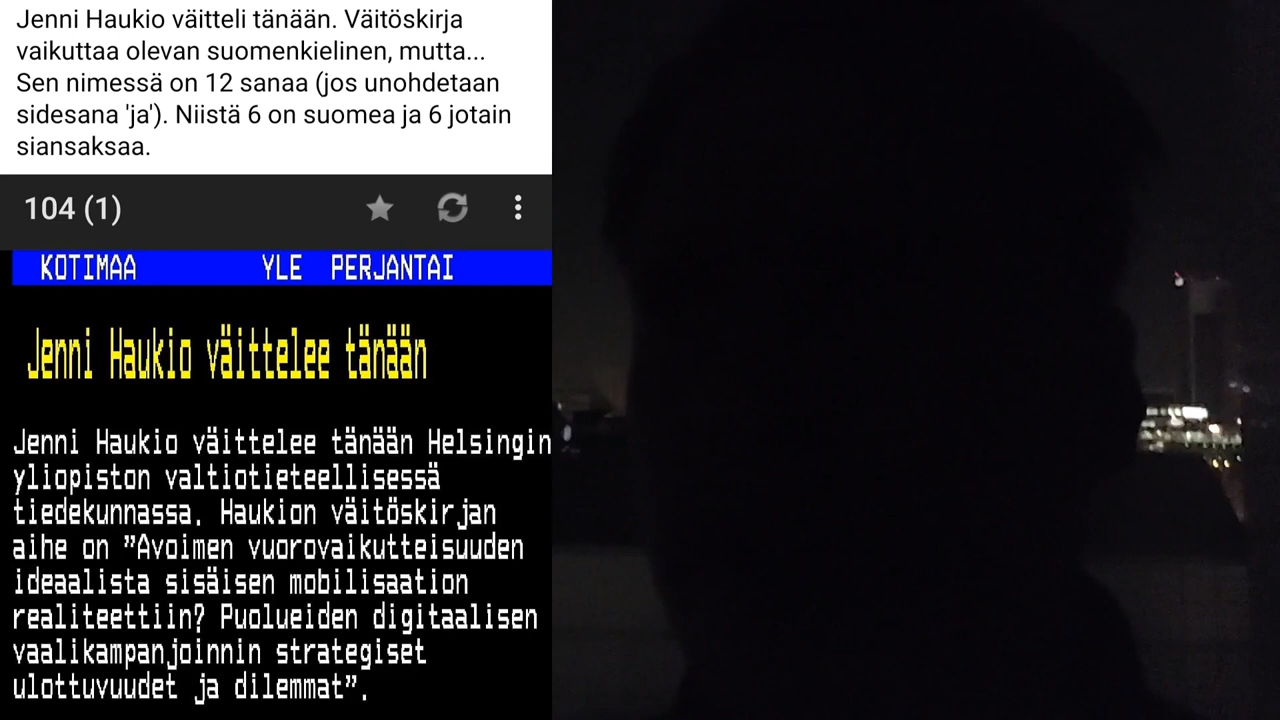 Jenni Haukio väitteli tänään. Väitöskirja
vaikuttaa olevan suomenkielinen, mutta...
Sen nimessä on 12 sanaa (jos unohdetaan
sidesana 'ja'). Niistä 6 on suomea ja 6 jotain
siansaksaa.
104 (1)
KOTIMAA YLE PERJANTAI
Jenni Haukio väittelee tänään
Jenni Haukio väittelee tänään Helsingin
yliopiston valtiotieteellisessä
tiedekunnassa. Haukion väitöskirjan
aihe on ”Avoimen vuorovaikutteisuuden
ideaalista sisäisen mobilisaation
realiteettiin? Puolueiden digitaalisen
vaalikampanjoinnin strategiset
ulottuvuudet ja dilemmat”.